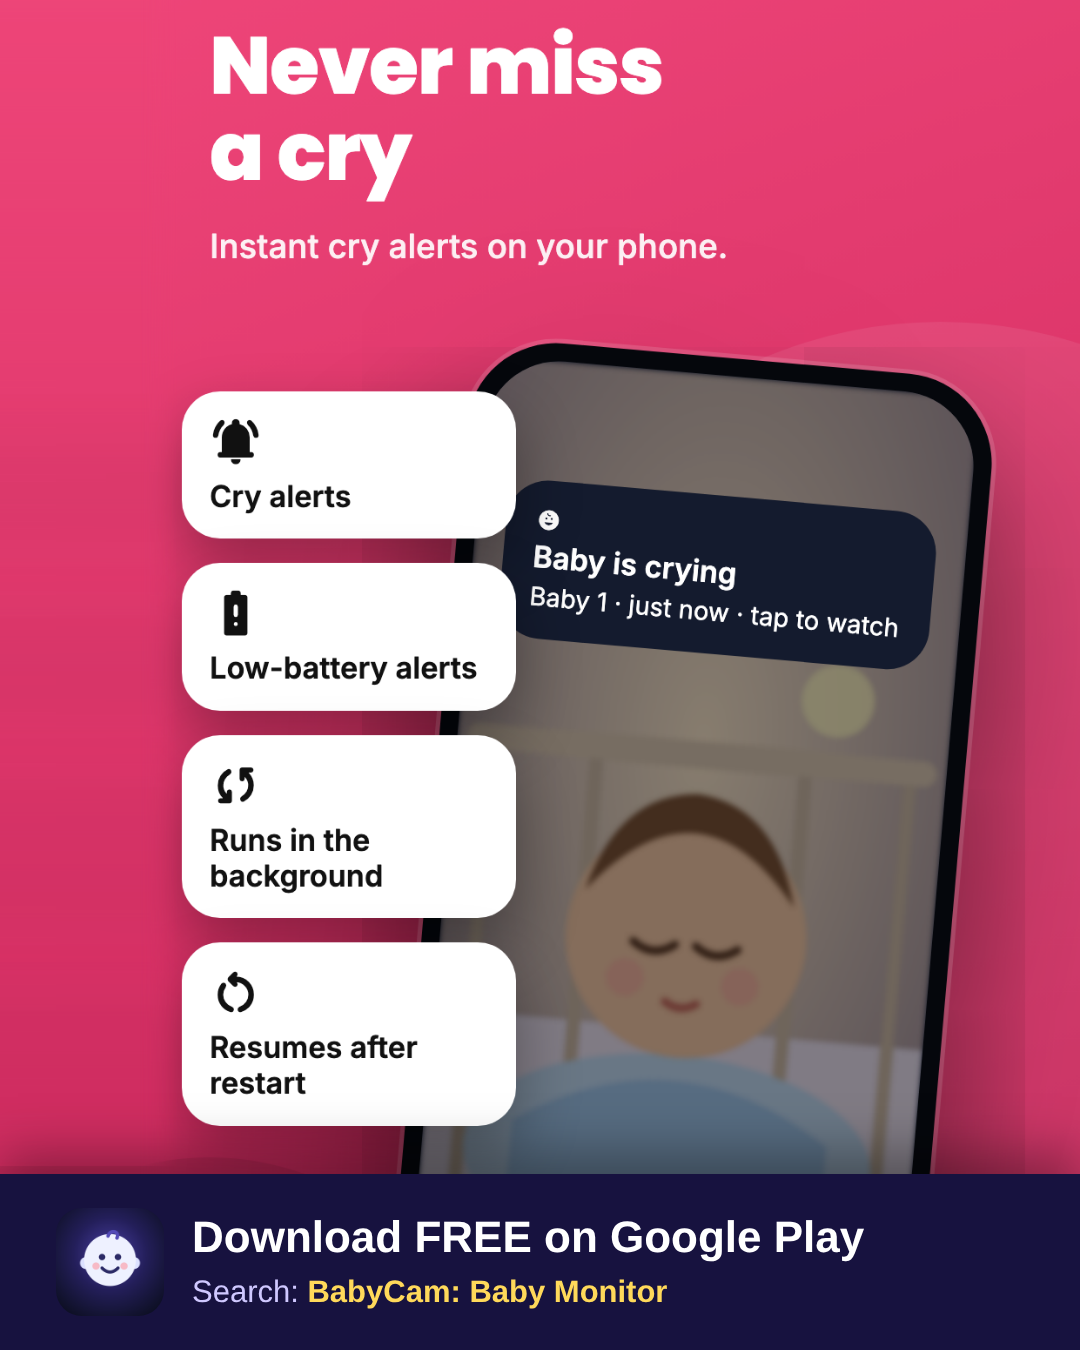 Never miss
a cry
Instant cry alerts on your phone.
Cry alerts
Baby is crying
Baby 1 · just now · tap to watch
Low-battery alerts
Runs in the
background
Resumes after
restart
Download FREE on Google Play
Search: BabyCam: Baby Monitor